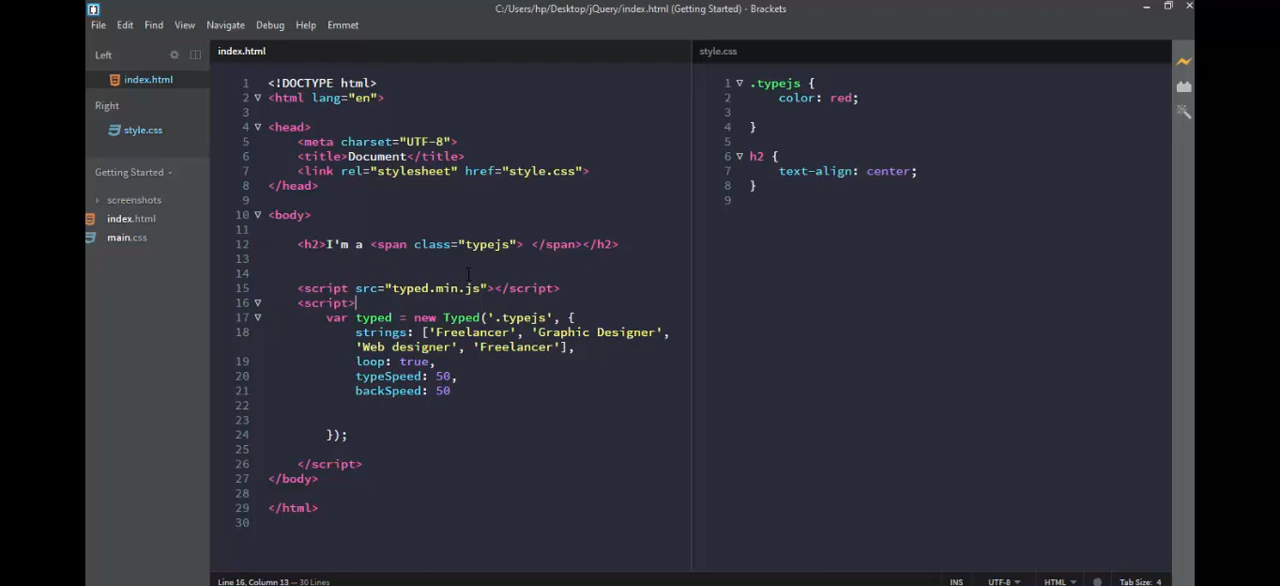 C:/Users/hp/Desktop/jQuery/index.html (Getting Started) - Brackets
File Edit Find View Navigate Debug Help Emmet
Left
index.html
Right
style.css
Getting Started
screenshots
index.html
main.css
index.html
1 <!DOCTYPE html>
2 <html lang="en">
3
4 <head>
5 <meta charset="UTF-8">
6 <title>Document</title>
7 <link rel="stylesheet" href="style.css">
8 </head>
9
10 <body>
11
12 <h2>I'm a <span class="typejs"> </span></h2>
13
14
15 <script src="typed.min.js"></script>
16 <script>
17 var typed = new Typed('.typejs', {
18 strings: ['Freelancer', 'Graphic Designer',
'Web designer', 'Freelancer'],
19 loop: true,
20 typeSpeed: 50,
21 backSpeed: 50
22
23
24 });
25
26 </script>
27 </body>
28
29 </html>
30
style.css
1 .typejs {
2 color: red;
3
4 }
5
6 h2 {
7 text-align: center;
8 }
9
Line 16, Column 13 — 30 Lines
INS UTF-8 HTML Tab Size: 4